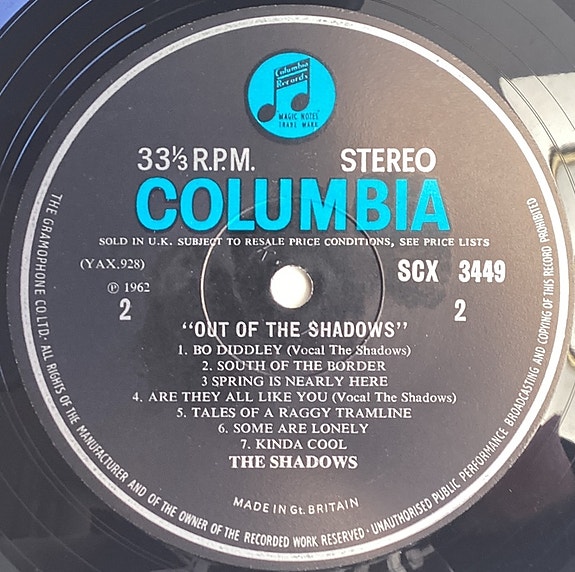 Columbia
Records
"MAGIC NOTES"
TRADE MARK
33⅓ R.P.M. STEREO
COLUMBIA
SOLD IN U.K. SUBJECT TO RESALE PRICE CONDITIONS, SEE PRICE LISTS
(YAX.928) SCX 3449
℗ 1962
2 2
"OUT OF THE SHADOWS"
1. BO DIDDLEY (Vocal The Shadows)
2. SOUTH OF THE BORDER
3 SPRING IS NEARLY HERE
4. ARE THEY ALL LIKE YOU (Vocal The Shadows)
5. TALES OF A RAGGY TRAMLINE
6. SOME ARE LONELY
7. KINDA COOL
THE SHADOWS
MADE IN Gt. BRITAIN
THE GRAMOPHONE CO LTD· ALL RIGHTS OF THE MANUFACTURER AND OF THE OWNER OF THE RECORDED WORK RESERVED · UNAUTHORISED PUBLIC PERFORMANCE BROADCASTING AND COPYING OF THIS RECORD PROHIBITED